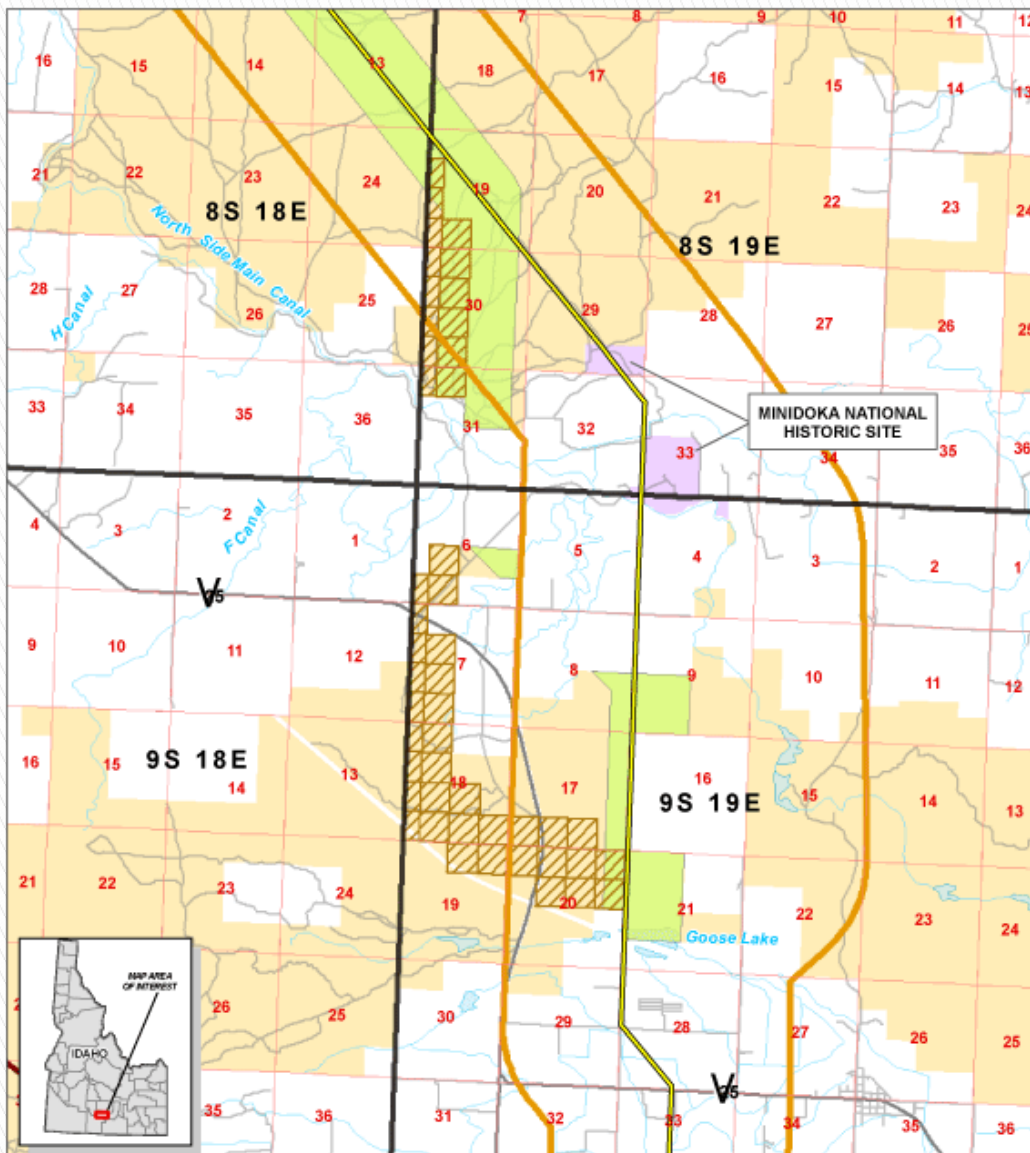 7 8 9 10 11 12
16 15 14 13 18 17 16 15 14 13
21 22 23 24 19 20 21 22 23 24
8S 18E 8S 19E
North Side Main Canal
28 27 H Canal 26 25 30 29 28 27 26 25
33 34 35 36 31 32 33 34 35 36
MINIDOKA NATIONAL
HISTORIC SITE
4 3 2 F Canal 1 6 5 4 3 2 1
25
9 10 11 12 7 8 9 10 11 12
16 15 9S 18E 14 13 18 17 16 9S 19E 15 14 13
21 22 23 24 19 20 21 22 23 24
Goose Lake
26 25 30 29 28 27 26 25
MAP AREA
OF INTEREST
IDAHO
25
35 36 31 32 33 34 35 36